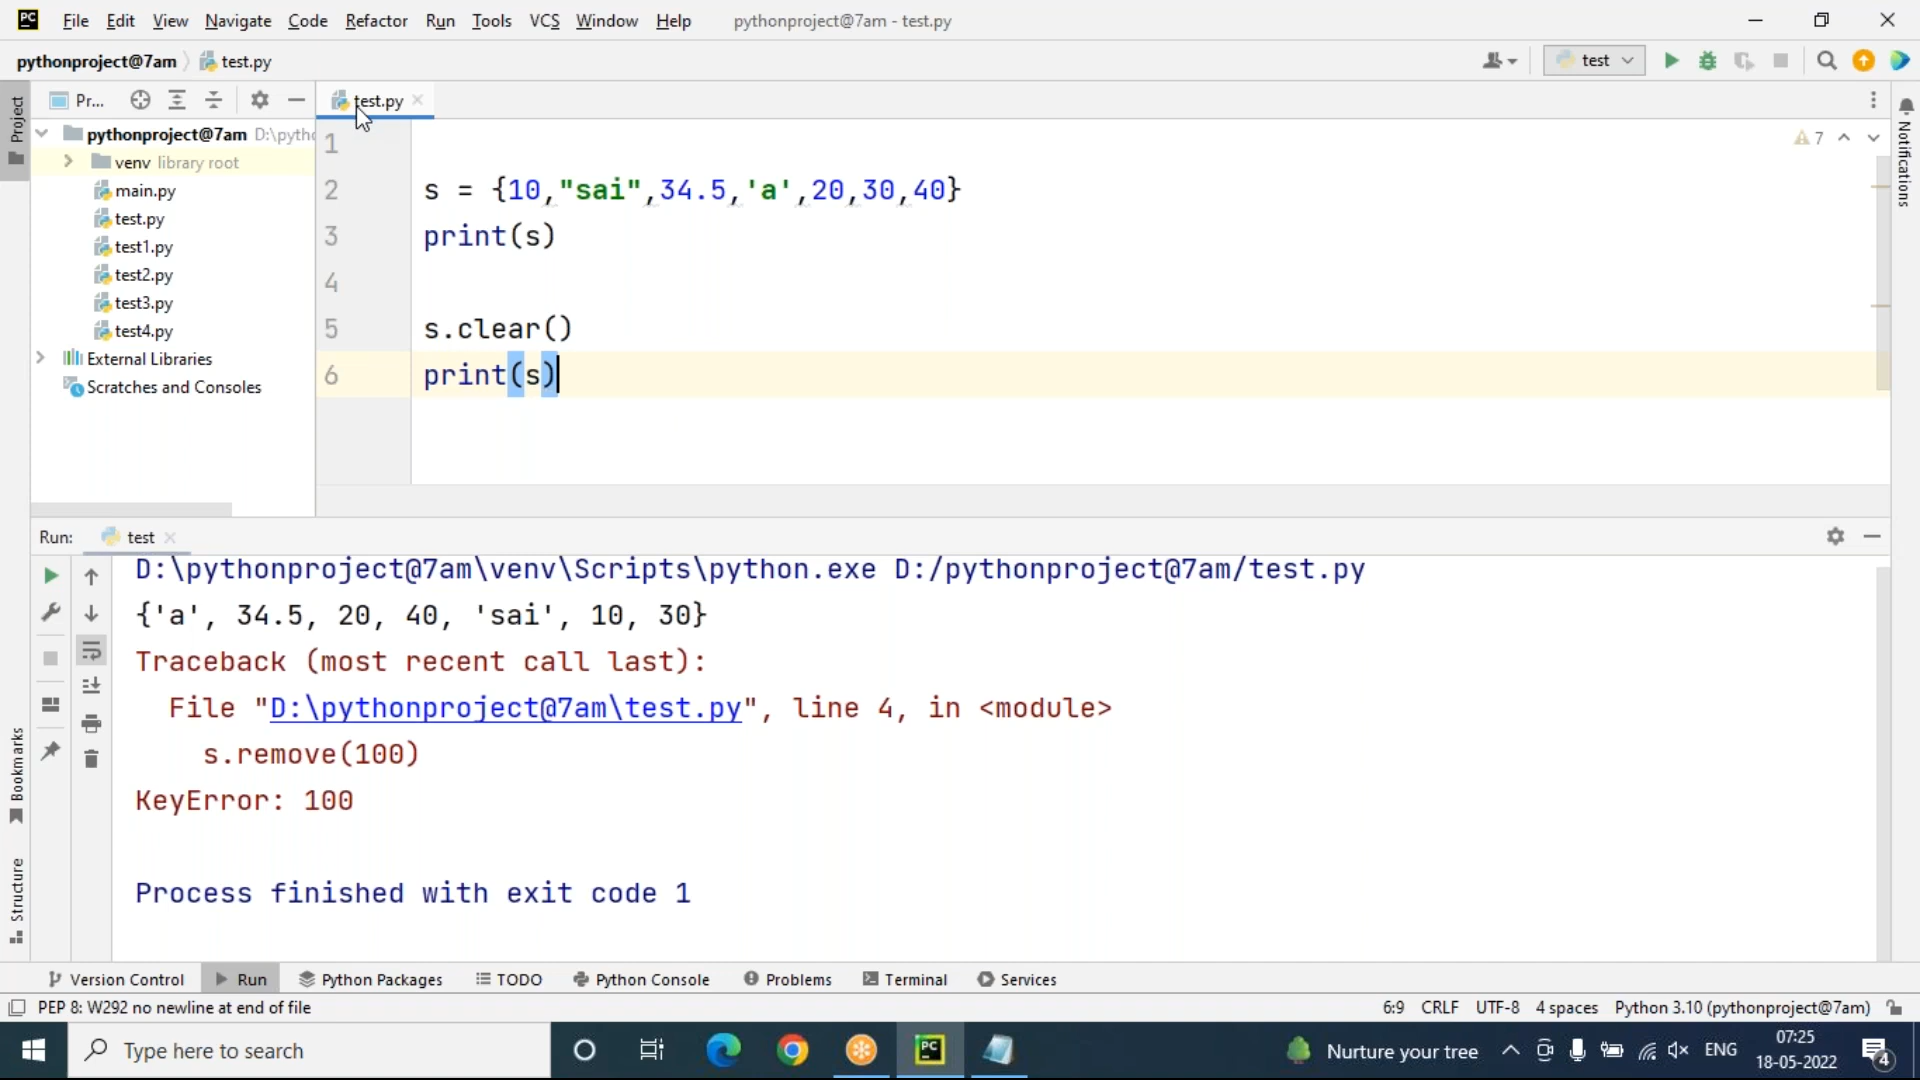 PC File Edit View Navigate Code Refactor Run Tools VCS Window Help pythonproject@7am - test.py
pythonproject@7am test.py test
Project Pr... test.py
pythonproject@7am D:\pytho
venv library root
main.py
test.py
test1.py
test2.py
test3.py
test4.py
External Libraries
Scratches and Consoles
1
2 s = {10,"sai",34.5,'a',20,30,40}
3 print(s)
4
5 s.clear()
6 print(s)
7
Notifications
Run: test
D:\pythonproject@7am\venv\Scripts\python.exe D:/pythonproject@7am/test.py
{'a', 34.5, 20, 40, 'sai', 10, 30}
Traceback (most recent call last):
File "D:\pythonproject@7am\test.py", line 4, in <module>
s.remove(100)
KeyError: 100
Process finished with exit code 1
Bookmarks
Structure
Version Control Run Python Packages TODO Python Console Problems Terminal Services
PEP 8: W292 no newline at end of file 6:9 CRLF UTF-8 4 spaces Python 3.10 (pythonproject@7am)
Type here to search PC Nurture your tree ENG 07:25
18-05-2022 4